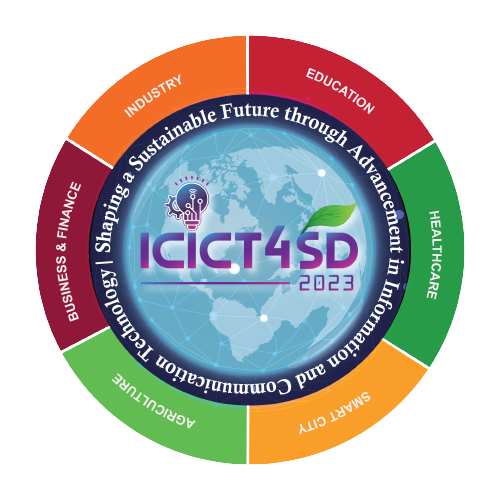 INDUSTRY
EDUCATION
HEALTHCARE
SMART CITY
AGRICULTURE
BUSINESS & FINANCE
Shaping a Sustainable Future through Advancement in Information and Communication Technology |
ICICT4SD
2023